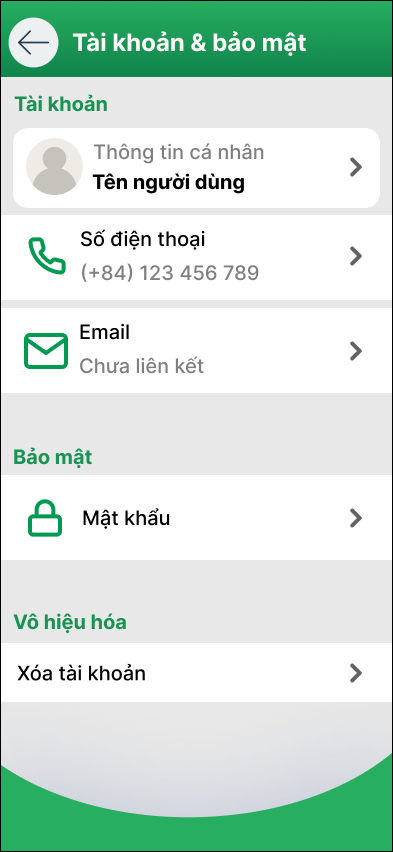 Tài khoản & bảo mật
Tài khoản
Thông tin cá nhân
Tên người dùng
Số điện thoại
(+84) 123 456 789
Email
Chưa liên kết
Bảo mật
Mật khẩu
Vô hiệu hóa
Xóa tài khoản